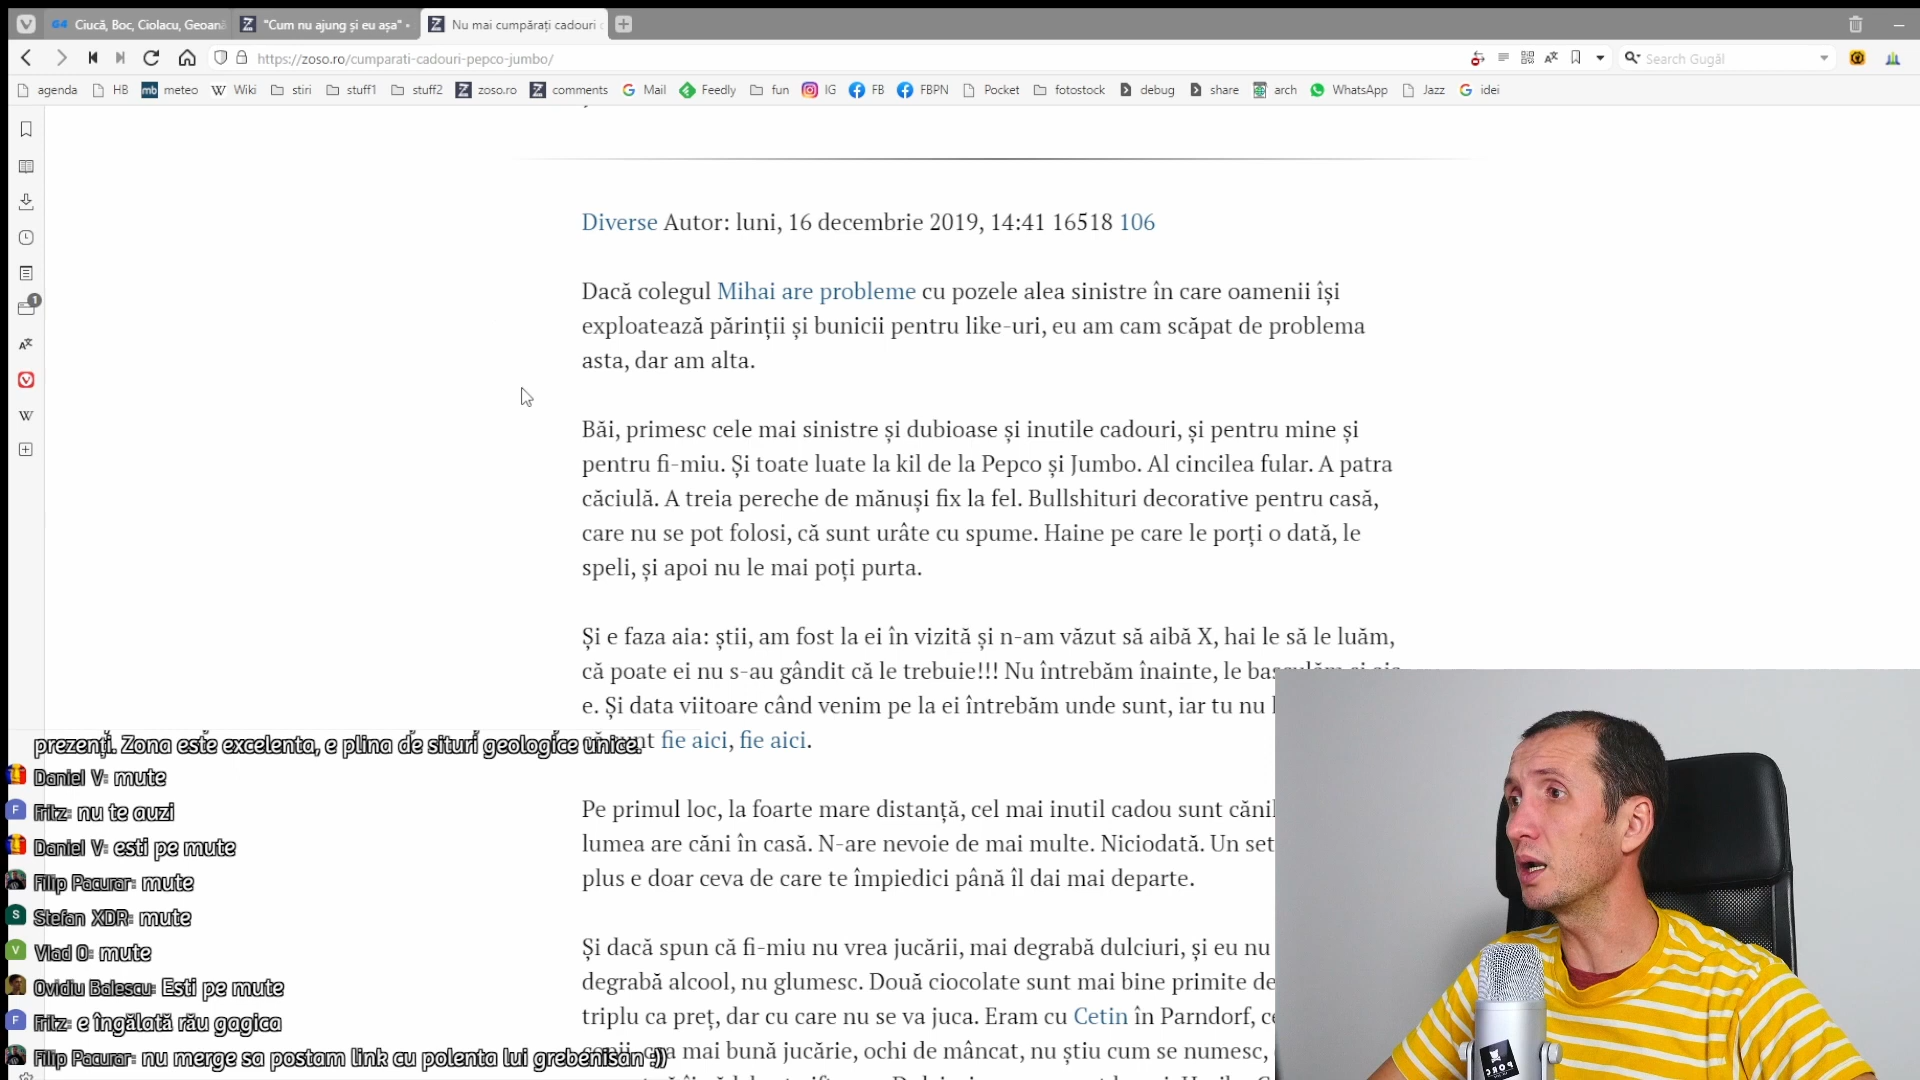 G4 Ciucă, Boc, Ciolacu, Geoană
"Cum nu ajung și eu așa" •
Nu mai cumpărați cadouri
https://zoso.ro/cumparati-cadouri-pepco-jumbo/
Search Gugâl
agenda HB mb meteo W Wiki stiri stuff1 stuff2 zoso.ro comments Mail Feedly fun IG FB FBPN Pocket fotostock debug share arch WhatsApp Jazz idei
1
Diverse Autor: luni, 16 decembrie 2019, 14:41 16518 106
Dacă colegul Mihai are probleme cu pozele alea sinistre în care oamenii își
exploatează părinții și bunicii pentru like-uri, eu am cam scăpat de problema
asta, dar am alta.
Băi, primesc cele mai sinistre și dubioase și inutile cadouri, și pentru mine și
pentru fi-miu. Și toate luate la kil de la Pepco și Jumbo. Al cincilea fular. A patra
căciulă. A treia pereche de mănuși fix la fel. Bullshituri decorative pentru casă,
care nu se pot folosi, că sunt urâte cu spume. Haine pe care le porți o dată, le
speli, și apoi nu le mai poți purta.
Și e faza aia: știi, am fost la ei în vizită și n-am văzut să aibă X, hai le să le luăm,
că poate ei nu s-au gândit că le trebuie!!! Nu întrebăm înainte, le
e. Și data viitoare când venim pe la ei întrebăm unde sunt, iar tu nu
fie aici, fie aici.
Pe primul loc, la foarte mare distanță, cel mai inutil cadou sunt
lumea are căni în casă. N-are nevoie de mai multe. Niciodată. Un set
plus e doar ceva de care te împiedici până îl dai mai departe.
Și dacă spun că fi-miu nu vrea jucării, mai degrabă dulciuri, și eu nu
degrabă alcool, nu glumesc. Două ciocolate sunt mai bine primite de
triplu ca preț, dar cu care nu se va juca. Eram cu Cetin în Parndorf,
mai bună jucărie, ochi de mâncat, nu știu cum se numesc,
prezenți. Zona este excelenta, e plina de situri geologice unice.
Daniel V: mute
F Fritz: nu te auzi
Daniel V: esti pe mute
Filip Pacurar: mute
S Stefan XDR: mute
V Vlad O: mute
Ovidiu Balescu: Esti pe mute
F Fritz: e îngălată rău gagica
Filip Pacurar: nu merge sa postam link cu polenta lui grebenisan :))
PORC